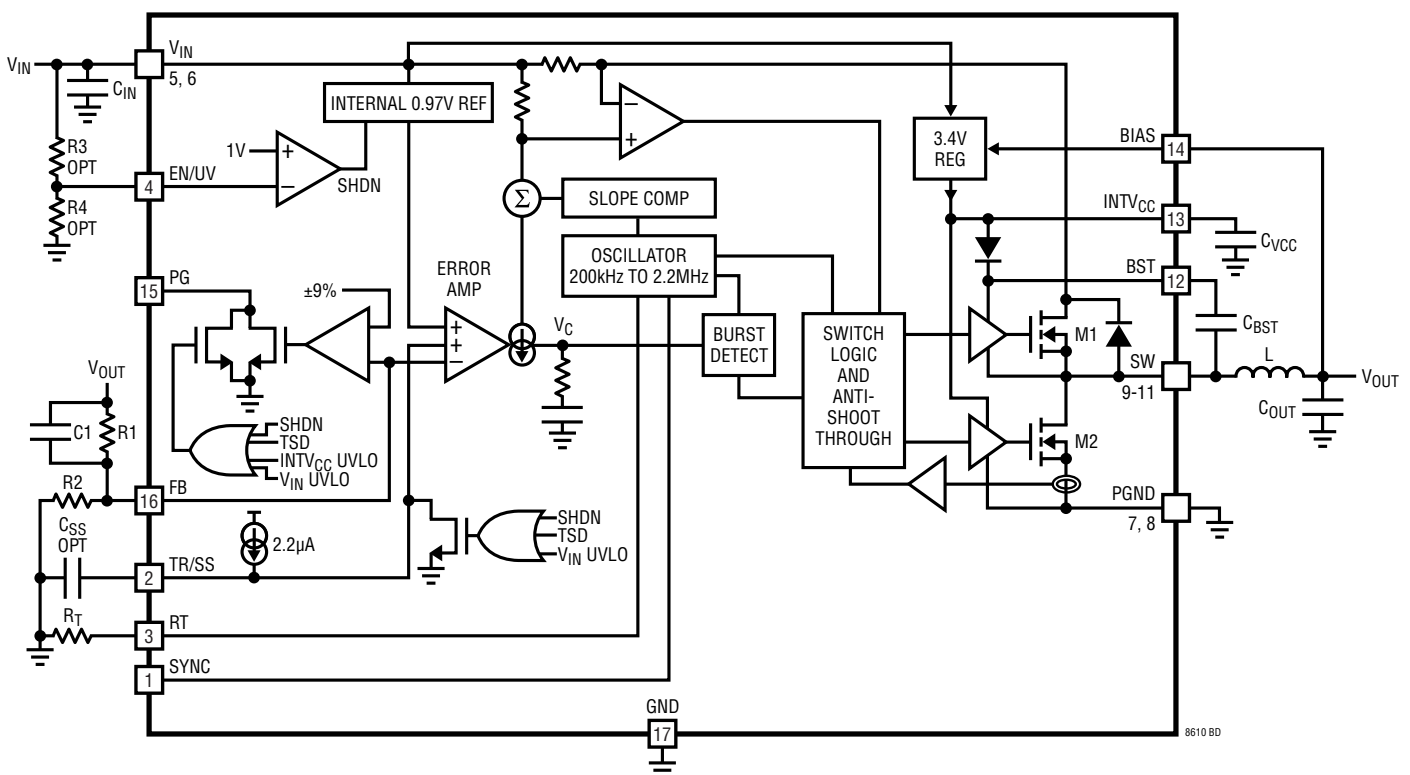 VIN
VIN
5, 6
CIN
R3
OPT
R4
OPT
4
EN/UV
1V
+
–
SHDN
INTERNAL 0.97V REF
–
+
Σ
SLOPE COMP
OSCILLATOR
200kHz TO 2.2MHz
3.4V
REG
BIAS
14
INTVCC
13
CVCC
BST
12
CBST
M1
SW
9-11
L
VOUT
COUT
M2
PGND
7, 8
SWITCH
LOGIC
AND
ANTI-
SHOOT
THROUGH
BURST
DETECT
VC
ERROR
AMP
+
+
–
±9%
15
PG
VOUT
C1
R1
SHDN
TSD
INTVCC UVLO
VIN UVLO
R2
16
FB
CSS
OPT
2.2µA
SHDN
TSD
VIN UVLO
2
TR/SS
RT
3
RT
1
SYNC
GND
17
8610 BD